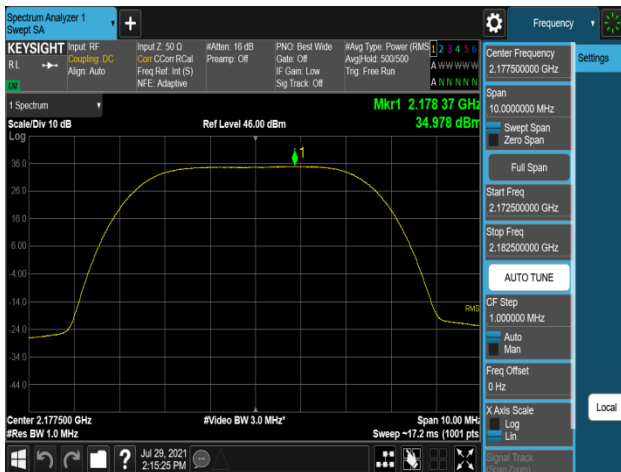 Spectrum Analyzer 1
Swept SA
Frequency
KEYSIGHT
RL
Input: RF
Coupling: DC
Align: Auto
Input Z: 50 Ω
Corr CCorr RCal
Freq Ref: Int (S)
NFE: Adaptive
#Atten: 16 dB
Preamp: Off
PNO: Best Wide
Gate: Off
IF Gain: Low
Sig Track: Off
#Avg Type: Power (RMS
Avg|Hold: 500/500
Trig: Free Run
1 2 3 4 5 6
A W W W W W
A N N N N N
1 Spectrum
Scale/Div 10 dB
Log
Ref Level 46.00 dBm
Mkr1 2.178 37 GHz
34.978 dBm
1
36.0
26.0
16.0
6.00
-4.00
-14.0
-24.0
-34.0
-44.0
RMS
Center 2.177500 GHz
#Res BW 1.0 MHz
#Video BW 3.0 MHz*
Span 10.00 MHz
Sweep ~17.2 ms (1001 pts)
Jul 29, 2021
2:15:25 PM
?
Center Frequency
2.177500000 GHz
Settings
Span
10.0000000 MHz
Swept Span
Zero Span
Full Span
Start Freq
2.172500000 GHz
Stop Freq
2.182500000 GHz
AUTO TUNE
CF Step
1.000000 MHz
Auto
Man
Freq Offset
0 Hz
X Axis Scale
Log
Lin
Local
Signal Track
(Span Zoom)